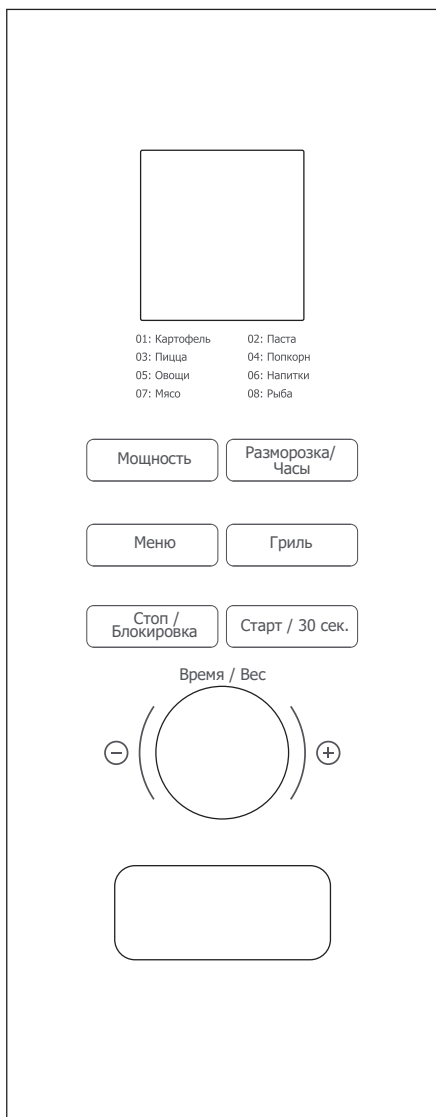 01: Картофель 02: Паста
03: Пицца 04: Попкорн
05: Овощи 06: Напитки
07: Мясо 08: Рыба
Мощность
Разморозка/
Часы
Меню
Гриль
Стоп /
Блокировка
Старт / 30 сек.
Время / Вес